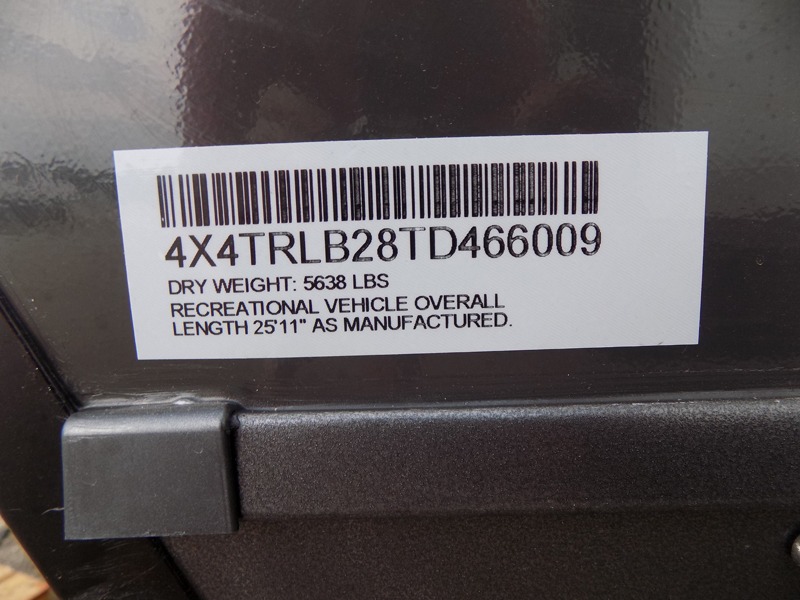 4X4TRLB28TD466009
DRY WEIGHT: 5638 LBS
RECREATIONAL VEHICLE OVERALL
LENGTH 25'11" AS MANUFACTURED.